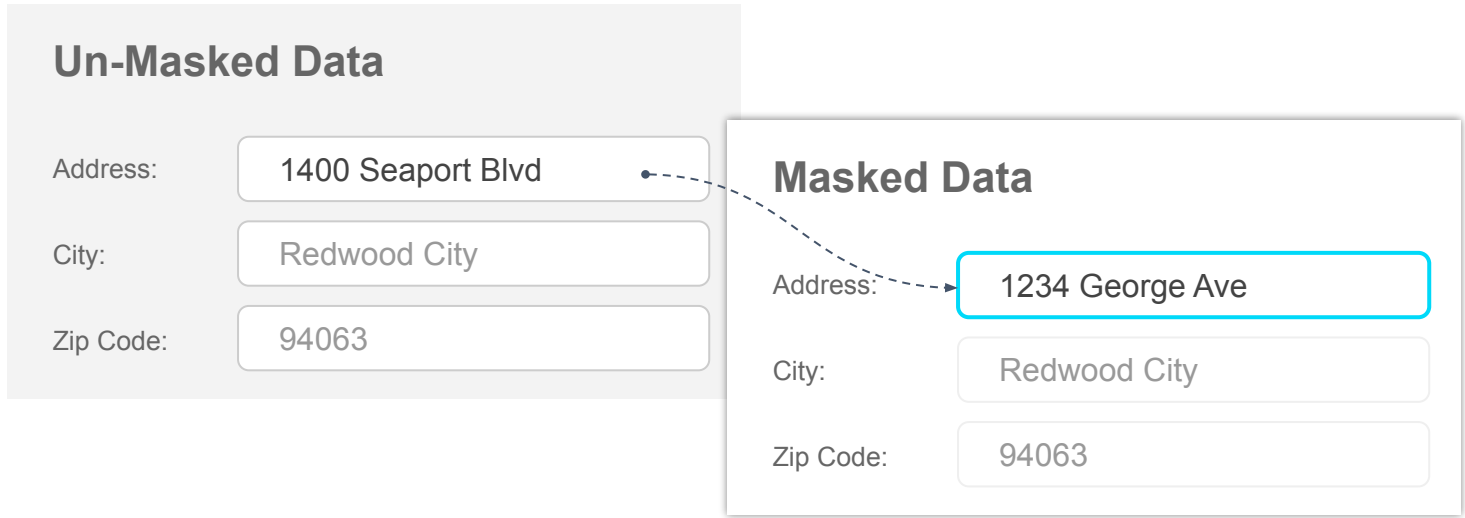 Un-Masked Data
Address: 1400 Seaport Blvd
City: Redwood City
Zip Code: 94063
Masked Data
Address: 1234 George Ave
City: Redwood City
Zip Code: 94063